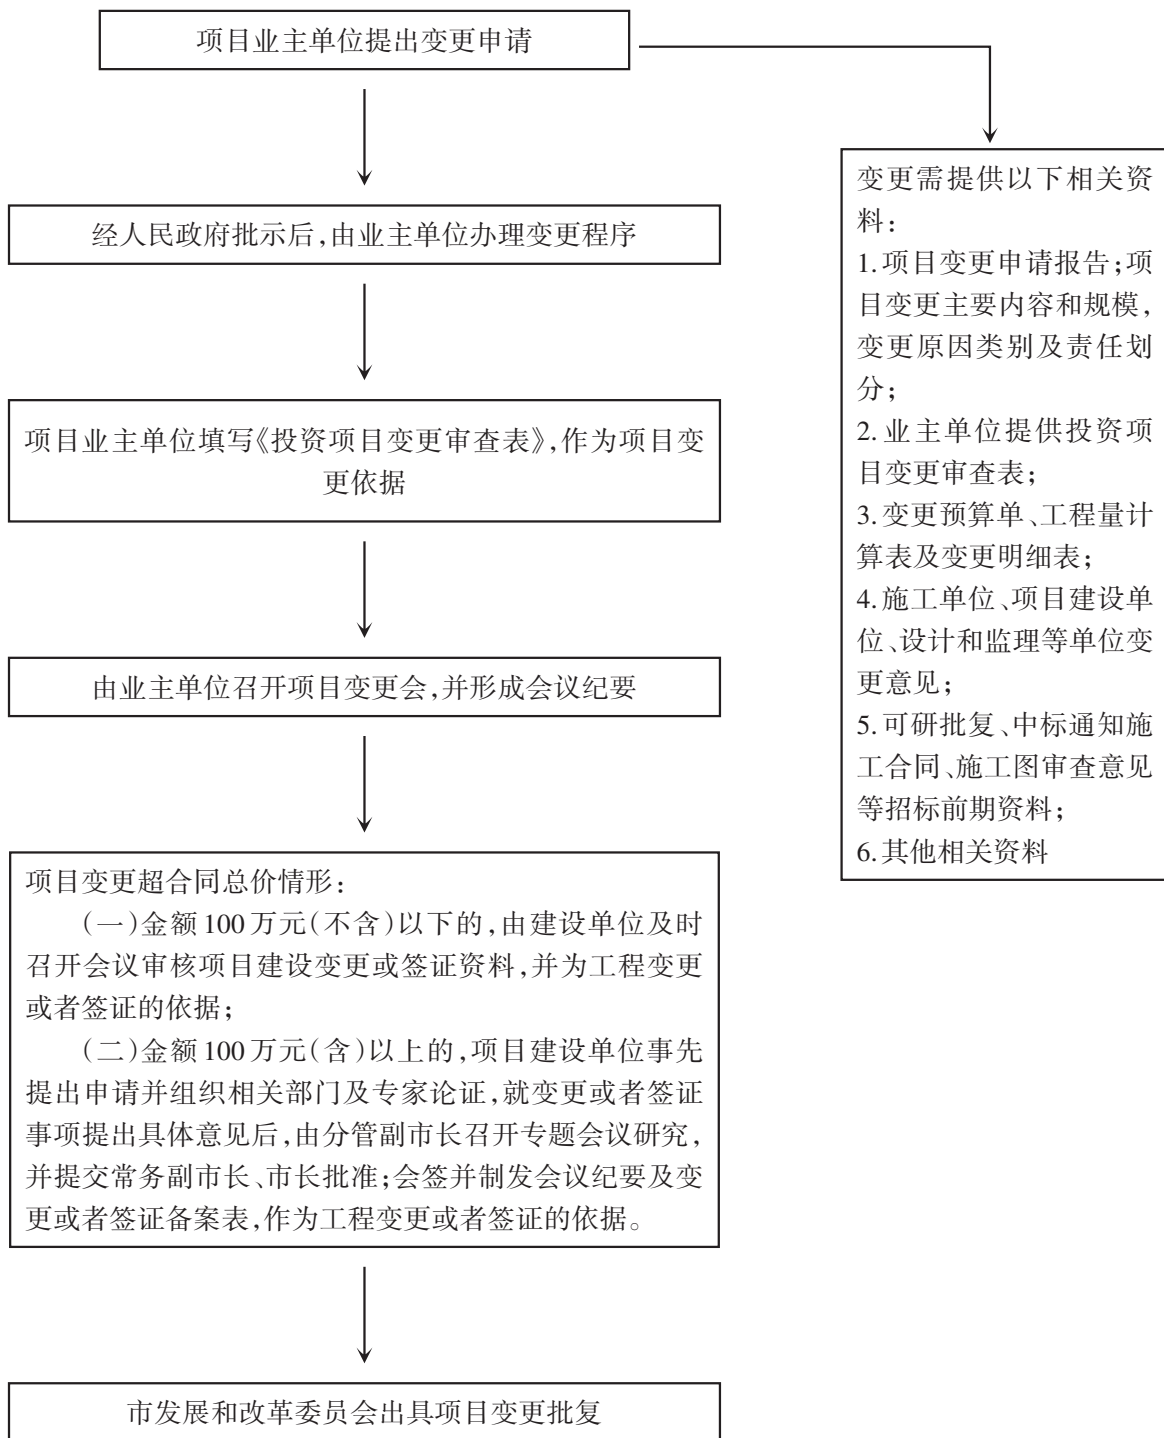 项目业主单位提出变更申请
经人民政府批示后,由业主单位办理变更程序
项目业主单位填写《投资项目变更审查表》,作为项目变
更依据
由业主单位召开项目变更会,并形成会议纪要
项目变更超合同总价情形:
(一)金额100万元(不含)以下的,由建设单位及时
召开会议审核项目建设变更或签证资料,并为工程变更
或者签证的依据;
(二)金额100万元(含)以上的,项目建设单位事先
提出申请并组织相关部门及专家论证,就变更或者签证
事项提出具体意见后,由分管副市长召开专题会议研究,
并提交常务副市长、市长批准;会签并制发会议纪要及变
更或者签证备案表,作为工程变更或者签证的依据。
市发展和改革委员会出具项目变更批复
变更需提供以下相关资
料:
1.项目变更申请报告;项
目变更主要内容和规模,
变更原因类别及责任划
分;
2.业主单位提供投资项
目变更审查表;
3.变更预算单、工程量计
算表及变更明细表;
4.施工单位、项目建设单
位、设计和监理等单位变
更意见;
5.可研批复、中标通知施
工合同、施工图审查意见
等招标前期资料;
6.其他相关资料